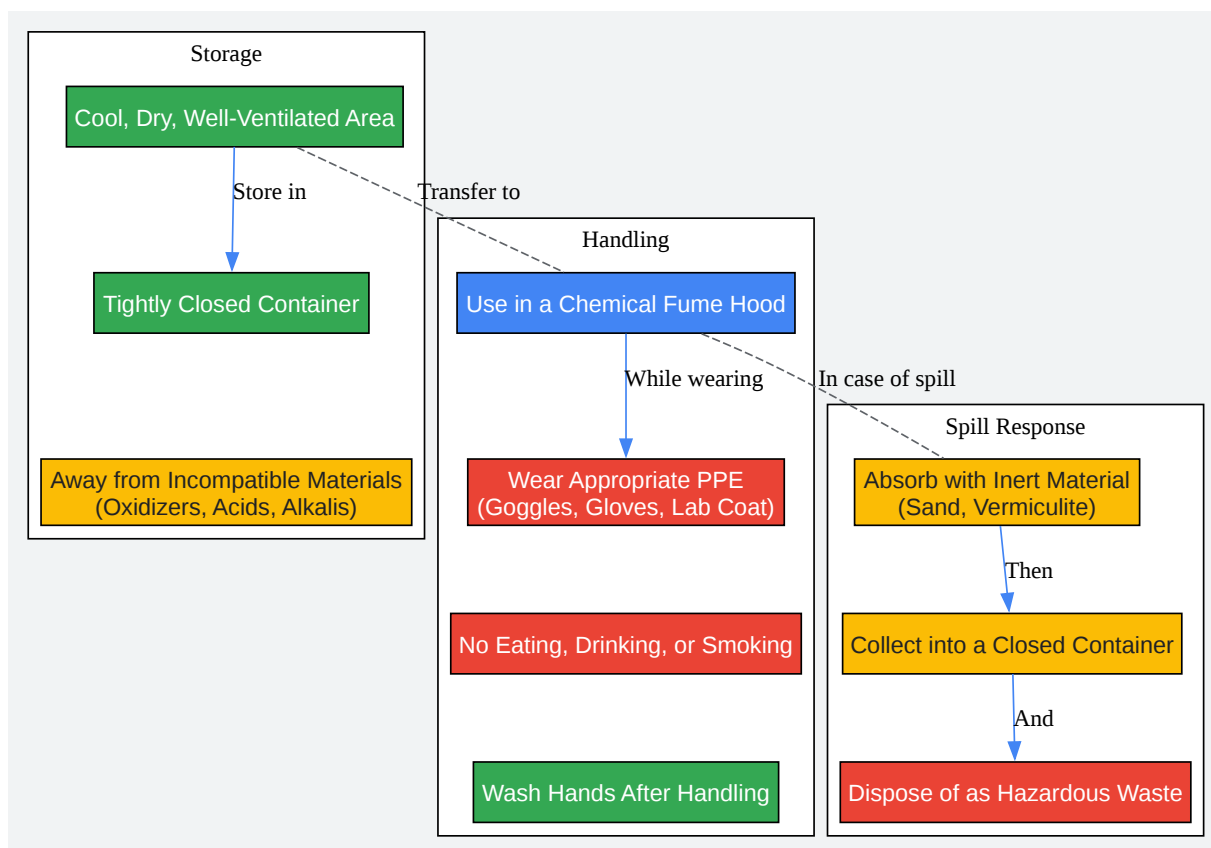 Storage
Cool, Dry, Well-Ventilated Area
Store in
Transfer to
Tightly Closed Container
Away from Incompatible Materials
(Oxidizers, Acids, Alkalis)
Handling
Use in a Chemical Fume Hood
While wearing
In case of spill
Wear Appropriate PPE
(Goggles, Gloves, Lab Coat)
No Eating, Drinking, or Smoking
Wash Hands After Handling
Spill Response
Absorb with Inert Material
(Sand, Vermiculite)
Then
Collect into a Closed Container
And
Dispose of as Hazardous Waste